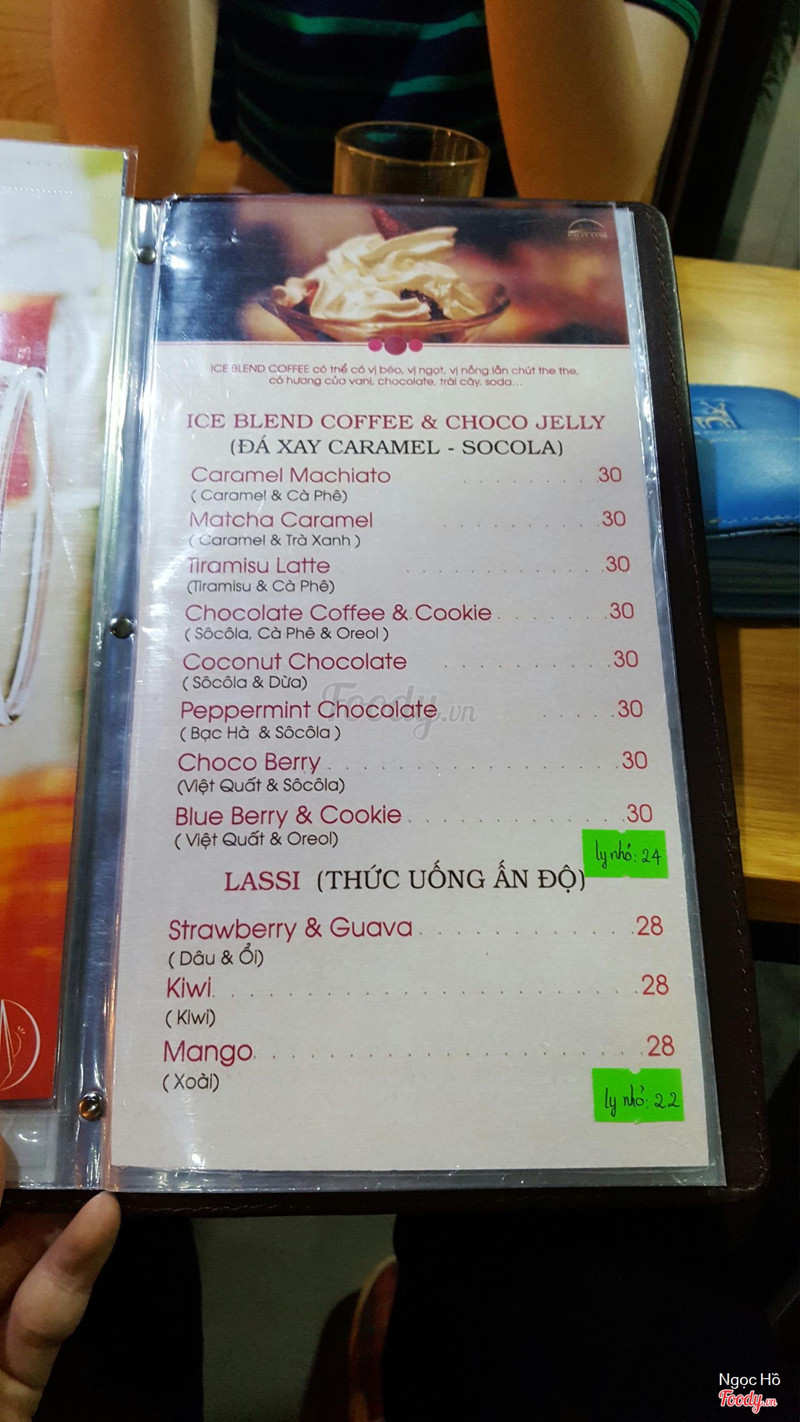 ICE BLEND COFFEE có thể có vị béo, vị ngọt, vị nồng lẫn chút the the,
có hương của vani, chocolate, trái cây, soda...
ICE BLEND COFFEE & CHOCO JELLY
(ĐÁ XAY CARAMEL - SOCOLA)
Caramel Machiato . . . . . . . . 30
( Caramel & Cà Phê)
Matcha Caramel . . . . . . . . . 30
( Caramel & Trà Xanh )
Tiramisu Latte . . . . . . . . . . . 30
(Tiramisu & Cà Phê)
Chocolate Coffee & Cookie . . . . . . . 30
( Sôcôla, Cà Phê & Oreol )
Coconut Chocolate . . . . . . . . . 30
( Sôcôla & Dừa)
Peppermint Chocolate . . . . 30
( Bạc Hà & Sôcôla )
Choco Berry . . . . . . . . . . . . . . . 30
(Việt Quất & Sôcôla)
Blue Berry & Cookie . . . . . . . . . . . . 30
( Việt Quất & Oreol)
ly nhỏ: 24
LASSI (THỨC UỐNG ẤN ĐỘ)
Strawberry & Guava . . . . . . . . . . . . 28
( Dâu & Ổi)
Kiwi . . . . . . . . . . . . . . . . . . . . 28
( Kiwi)
Mango . . . . . . . . . . . . . . . . . . 28
( Xoài)
ly nhỏ: 22
Foody.vn
Ngọc Hồ
Foody.vn